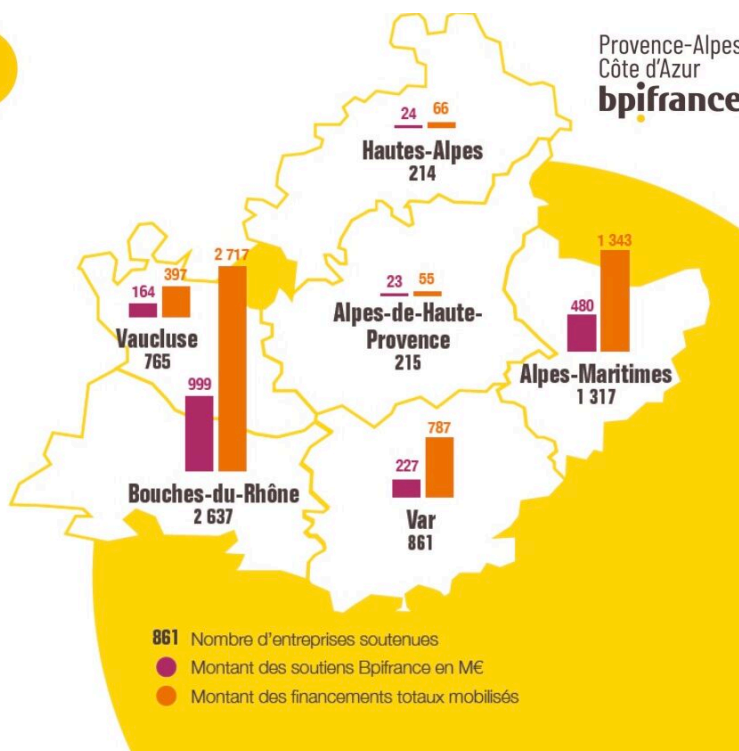 Provence-Alpes
Côte d'Azur
bpifrance
24 66
Hautes-Alpes
214
2 717
164 397
Vaucluse
765
23 55
Alpes-de-Haute-
Provence
215
1 343
480
Alpes-Maritimes
1 317
999
Bouches-du-Rhône
2 637
787
227
Var
861
861 Nombre d'entreprises soutenues
Montant des soutiens Bpifrance en M€
Montant des financements totaux mobilisés